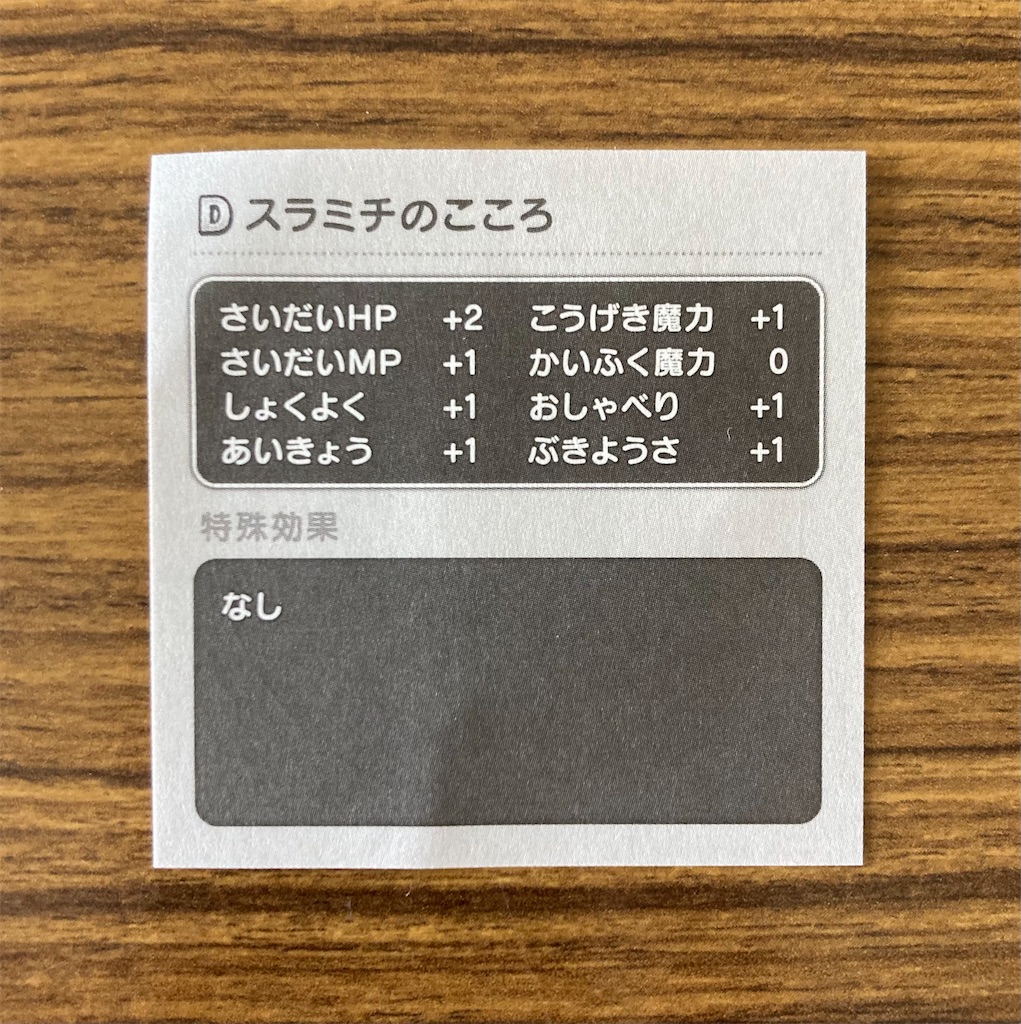 D スラミチのこころ
さいだいHP +2 こうげき魔力 +1
さいだいMP +1 かいふく魔力 0
しょくよく +1 おしゃべり +1
あいきょう +1 ぶきようさ +1
特殊効果
なし